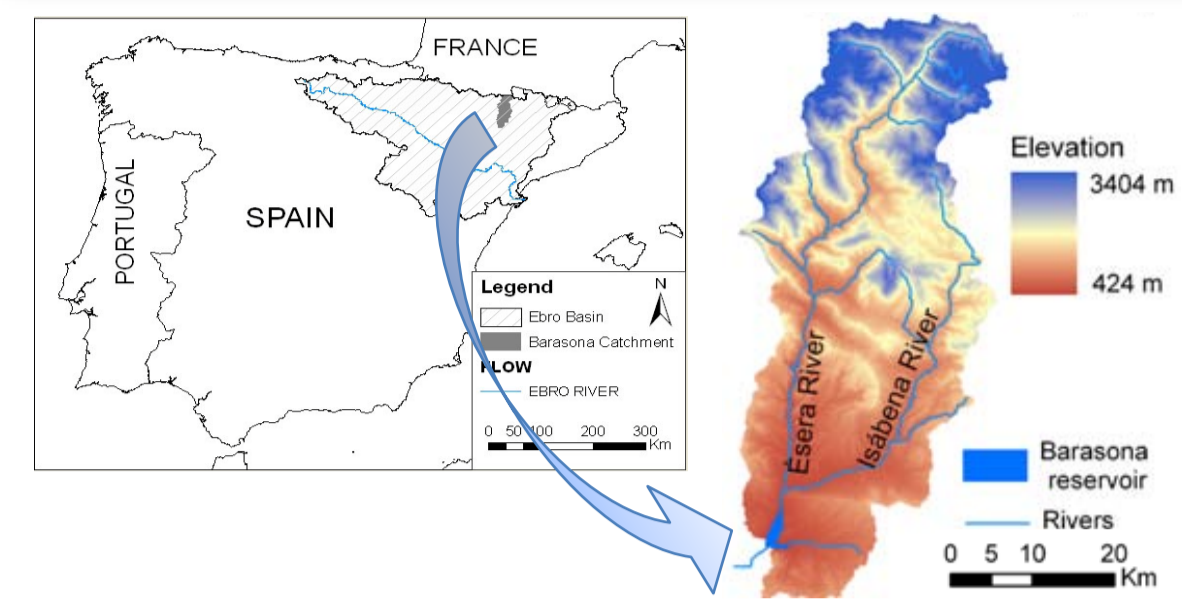 FRANCE
PORTUGAL
SPAIN
Legend
N
Ebro Basin
Barasona Catchment
FLOW
EBRO RIVER
0 50 100 200 300
Km
Elevation
3404 m
424 m
Ésera River
Isábena River
Barasona
reservoir
Rivers
0 5 10 20
Km